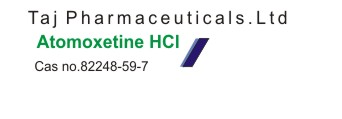 Taj Pharmaceuticals.Ltd
Atomoxetine HCl
Cas no.82248-59-7